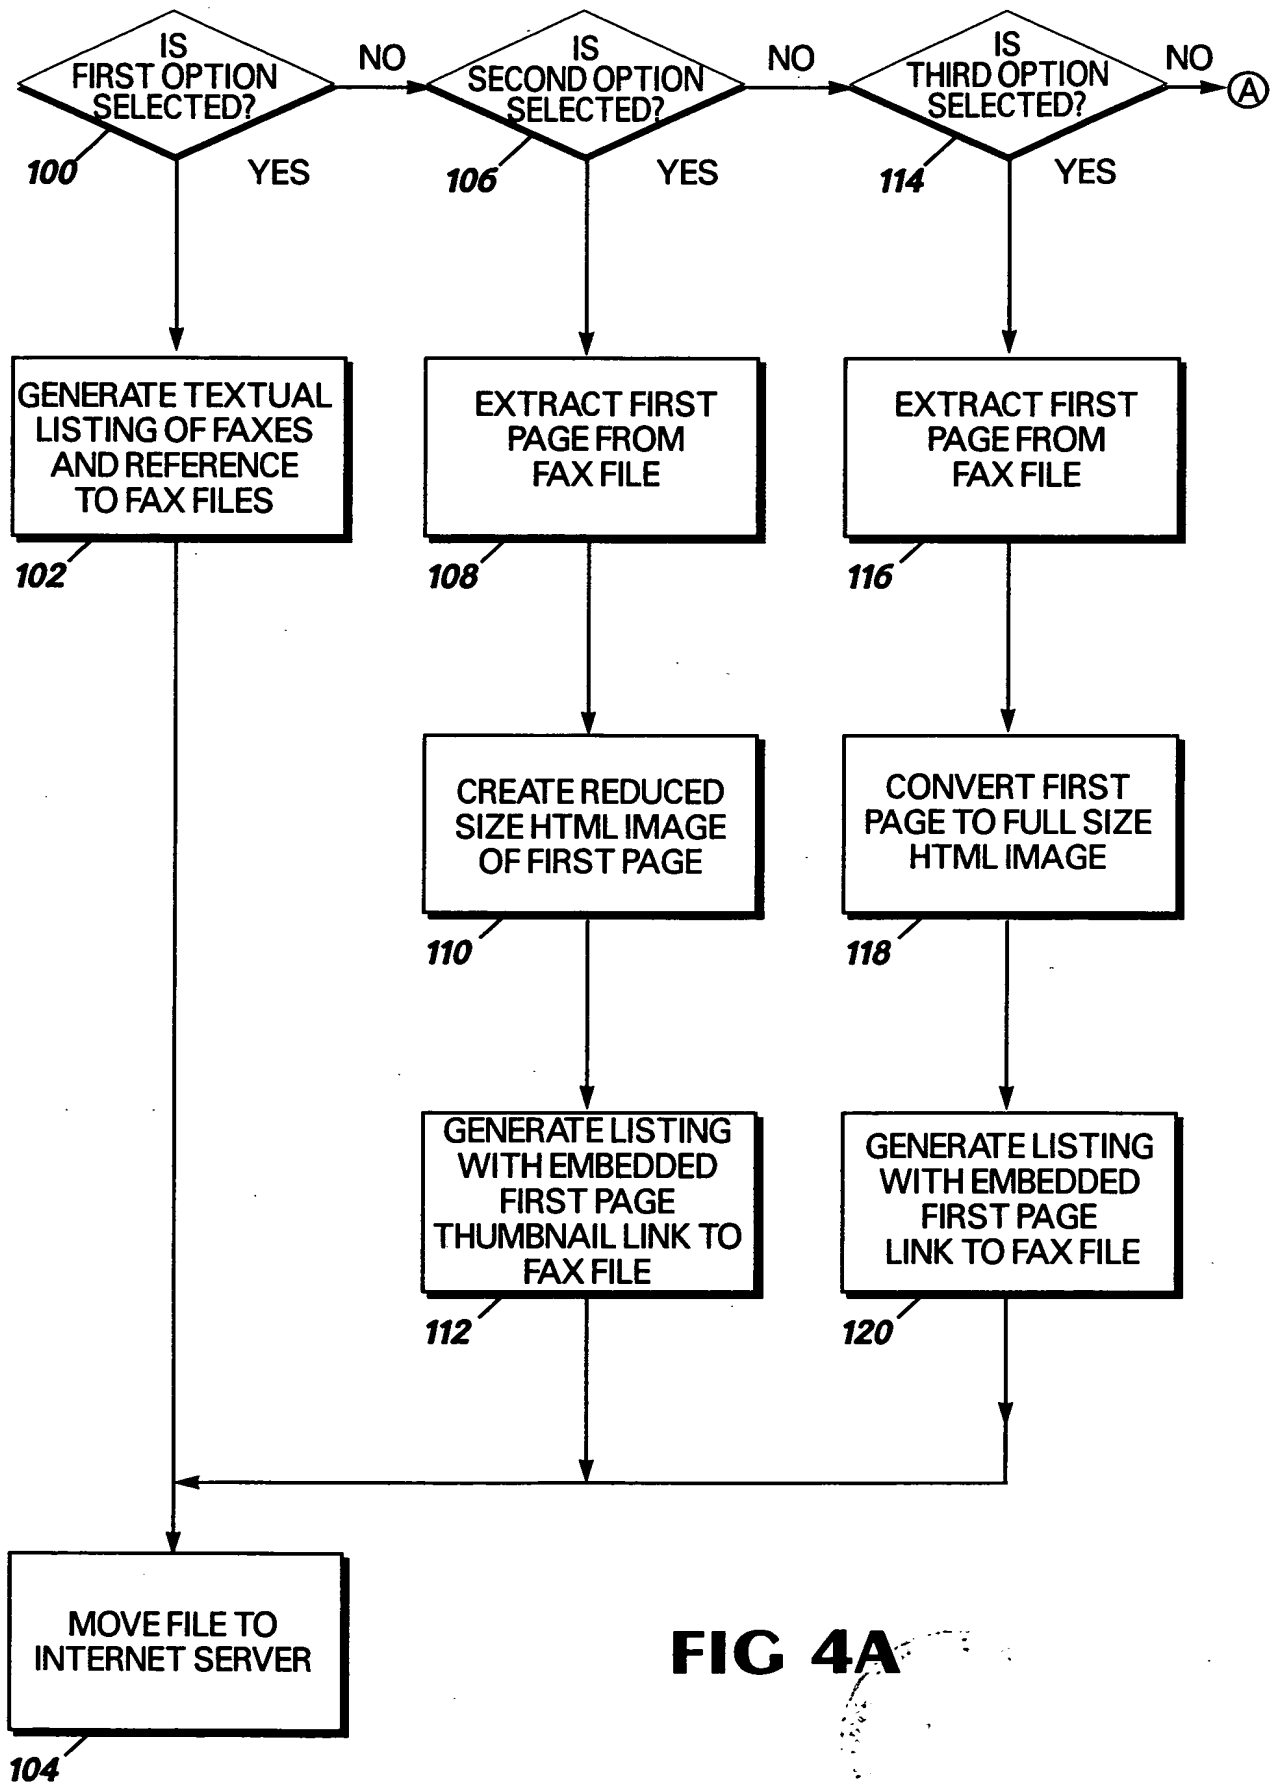 IS
FIRST OPTION
SELECTED?
NO
100
YES
IS
SECOND OPTION
SELECTED?
NO
106
YES
IS
THIRD OPTION
SELECTED?
NO
A
114
YES
GENERATE TEXTUAL
LISTING OF FAXES
AND REFERENCE
TO FAX FILES
102
EXTRACT FIRST
PAGE FROM
FAX FILE
108
EXTRACT FIRST
PAGE FROM
FAX FILE
116
CREATE REDUCED
SIZE HTML IMAGE
OF FIRST PAGE
110
CONVERT FIRST
PAGE TO FULL SIZE
HTML IMAGE
118
GENERATE LISTING
WITH EMBEDDED
FIRST PAGE
THUMBNAIL LINK TO
FAX FILE
112
GENERATE LISTING
WITH EMBEDDED
FIRST PAGE
LINK TO FAX FILE
120
MOVE FILE TO
INTERNET SERVER
104
FIG 4A